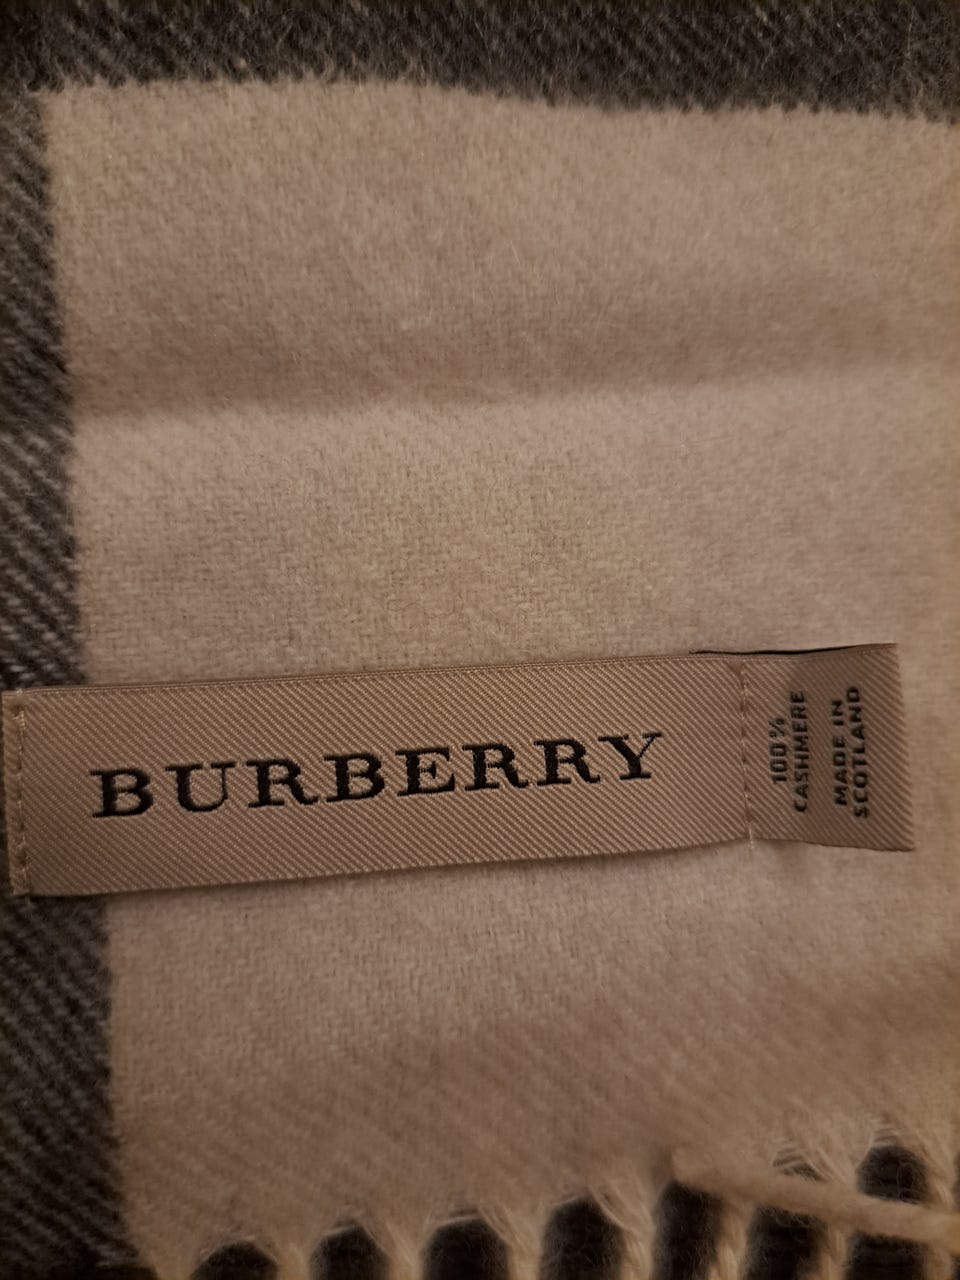 BURBERRY
100%
CASHMERE
MADE IN
SCOTLAND